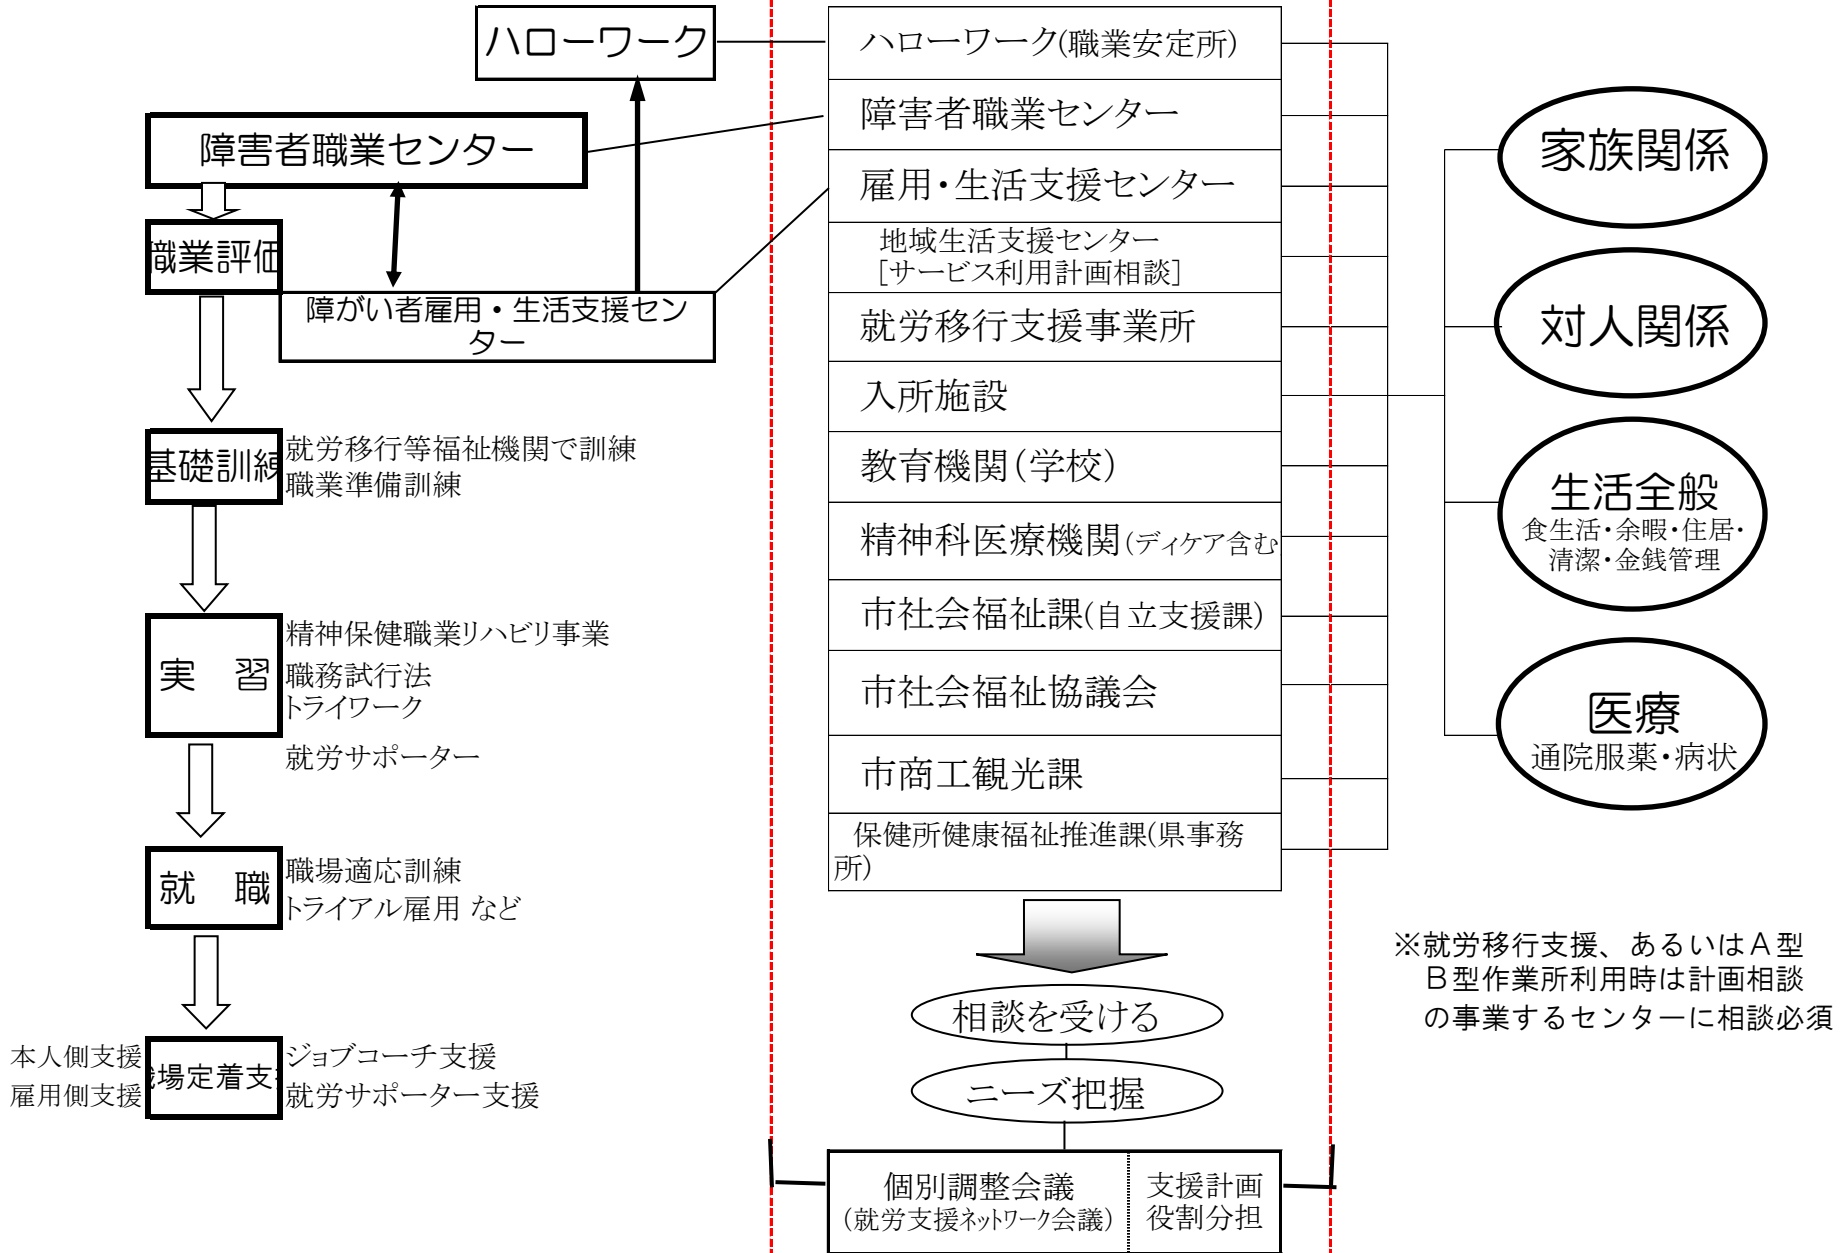 ハローワーク
障害者職業センター
職業評価
障がい者雇用・生活支援セン
ター
基礎訓練
就労移行等福祉機関で訓練
職業準備訓練
実　習
精神保健職業リハビリ事業
職務試行法
トライワーク
就労サポーター
就　職
職場適応訓練
トライアル雇用 など
本人側支援
雇用側支援
場定着支
ジョブコーチ支援
就労サポーター支援
ハローワーク(職業安定所)
障害者職業センター
雇用・生活支援センター
地域生活支援センター
[サービス利用計画相談]
就労移行支援事業所
入所施設
教育機関(学校)
精神科医療機関(ディケア含む
市社会福祉課(自立支援課)
市社会福祉協議会
市商工観光課
保健所健康福祉推進課(県事務
所)
相談を受ける
ニーズ把握
個別調整会議
(就労支援ネットワーク会議)
支援計画
役割分担
家族関係
対人関係
生活全般
食生活・余暇・住居・
清潔・金銭管理
医療
通院服薬・病状
※就労移行支援、あるいはＡ型
Ｂ型作業所利用時は計画相談
の事業するセンターに相談必須